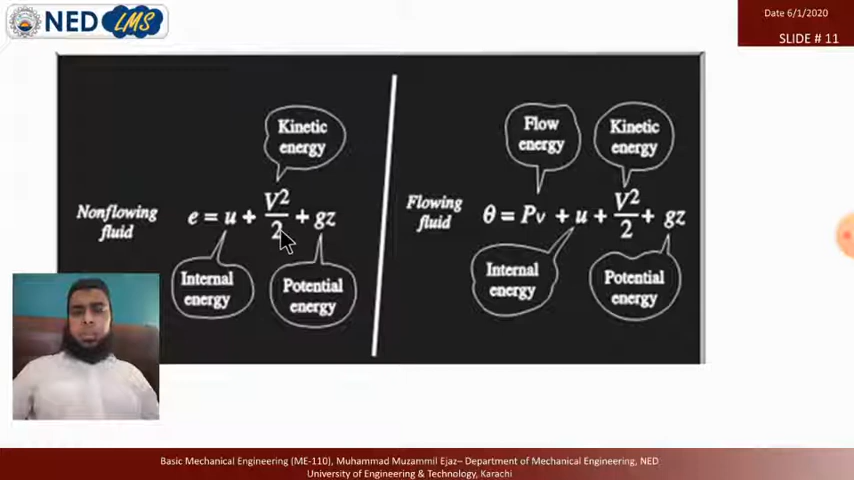 NED LMS
Date 6/1/2020
SLIDE # 11
Kinetic
energy
Nonflowing
fluid
e = u + V²/2 + gz
Internal
energy
Potential
energy
Flow
energy
Kinetic
energy
Flowing
fluid
θ = Pv + u + V²/2 + gz
Internal
energy
Potential
energy
Basic Mechanical Engineering (ME-110), Muhammad Muzammil Ejaz– Department of Mechanical Engineering, NED
University of Engineering & Technology, Karachi